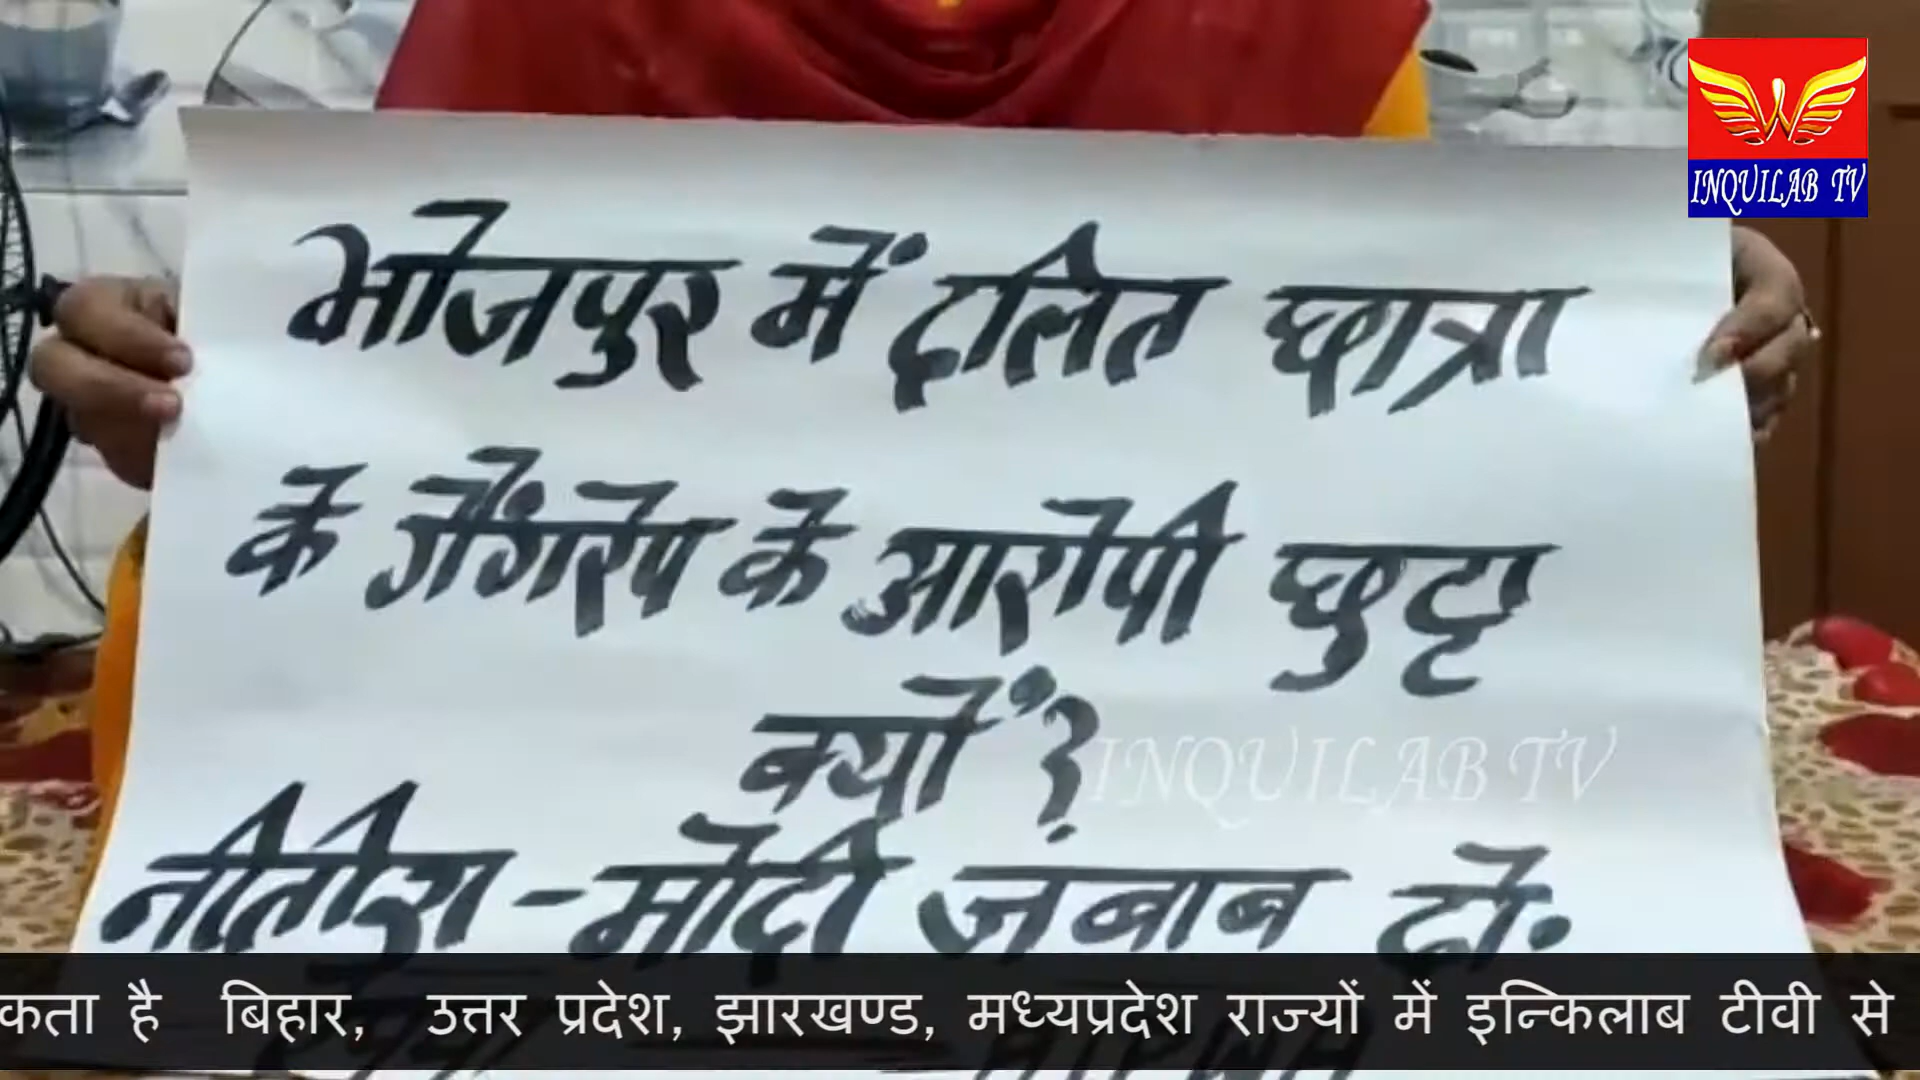 INQUILAB TV
भोजपुर में दलित छात्रा
के गैंगरेप के आरोपी छुट्टा
क्यों?
INQUILAB TV
नीतीश-मोदी जबाब दो.
कता है बिहार, उत्तर प्रदेश, झारखण्ड, मध्यप्रदेश राज्यों में इन्किलाब टीवी से